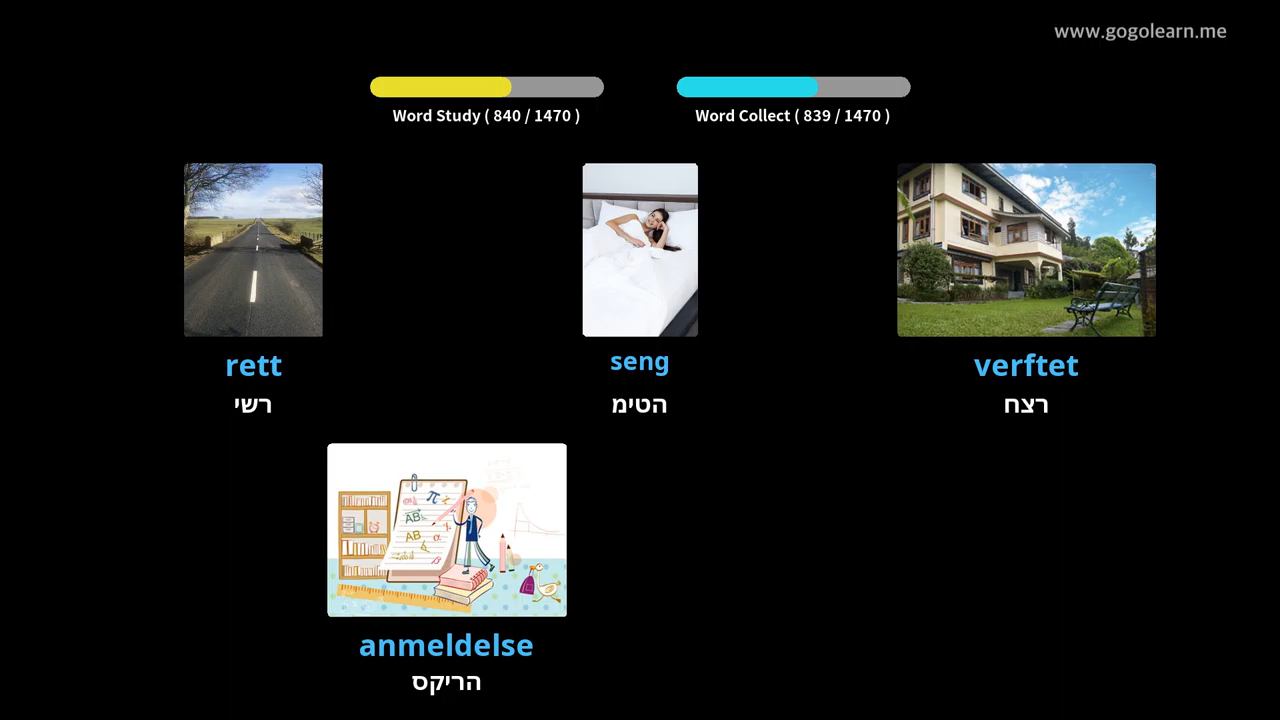 www.gogolearn.me
Word Study ( 840 / 1470 )
Word Collect ( 839 / 1470 )
rett
רשי
seng
הטימ
verftet
רצח
anmeldelse
הריקס